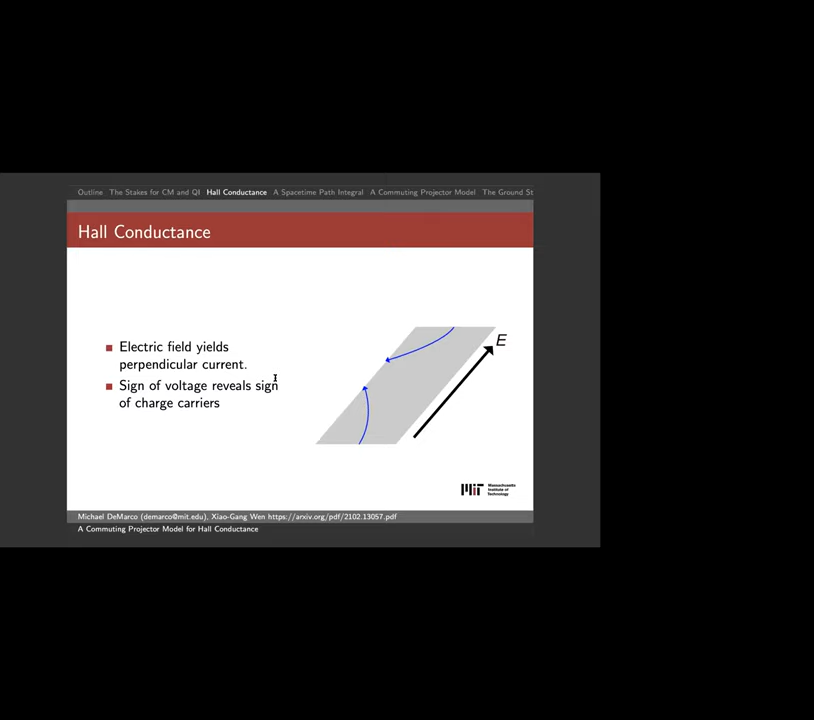 Outline The Stakes for CM and QI Hall Conductance A Spacetime Path Integral A Commuting Projector Model The Ground St
Hall Conductance
Electric field yields
perpendicular current.
Sign of voltage reveals sign
of charge carriers
E
Massachusetts
Institute of
Technology
Michael DeMarco (demarco@mit.edu), Xiao-Gang Wen https://arxiv.org/pdf/2102.13057.pdf
A Commuting Projector Model for Hall Conductance